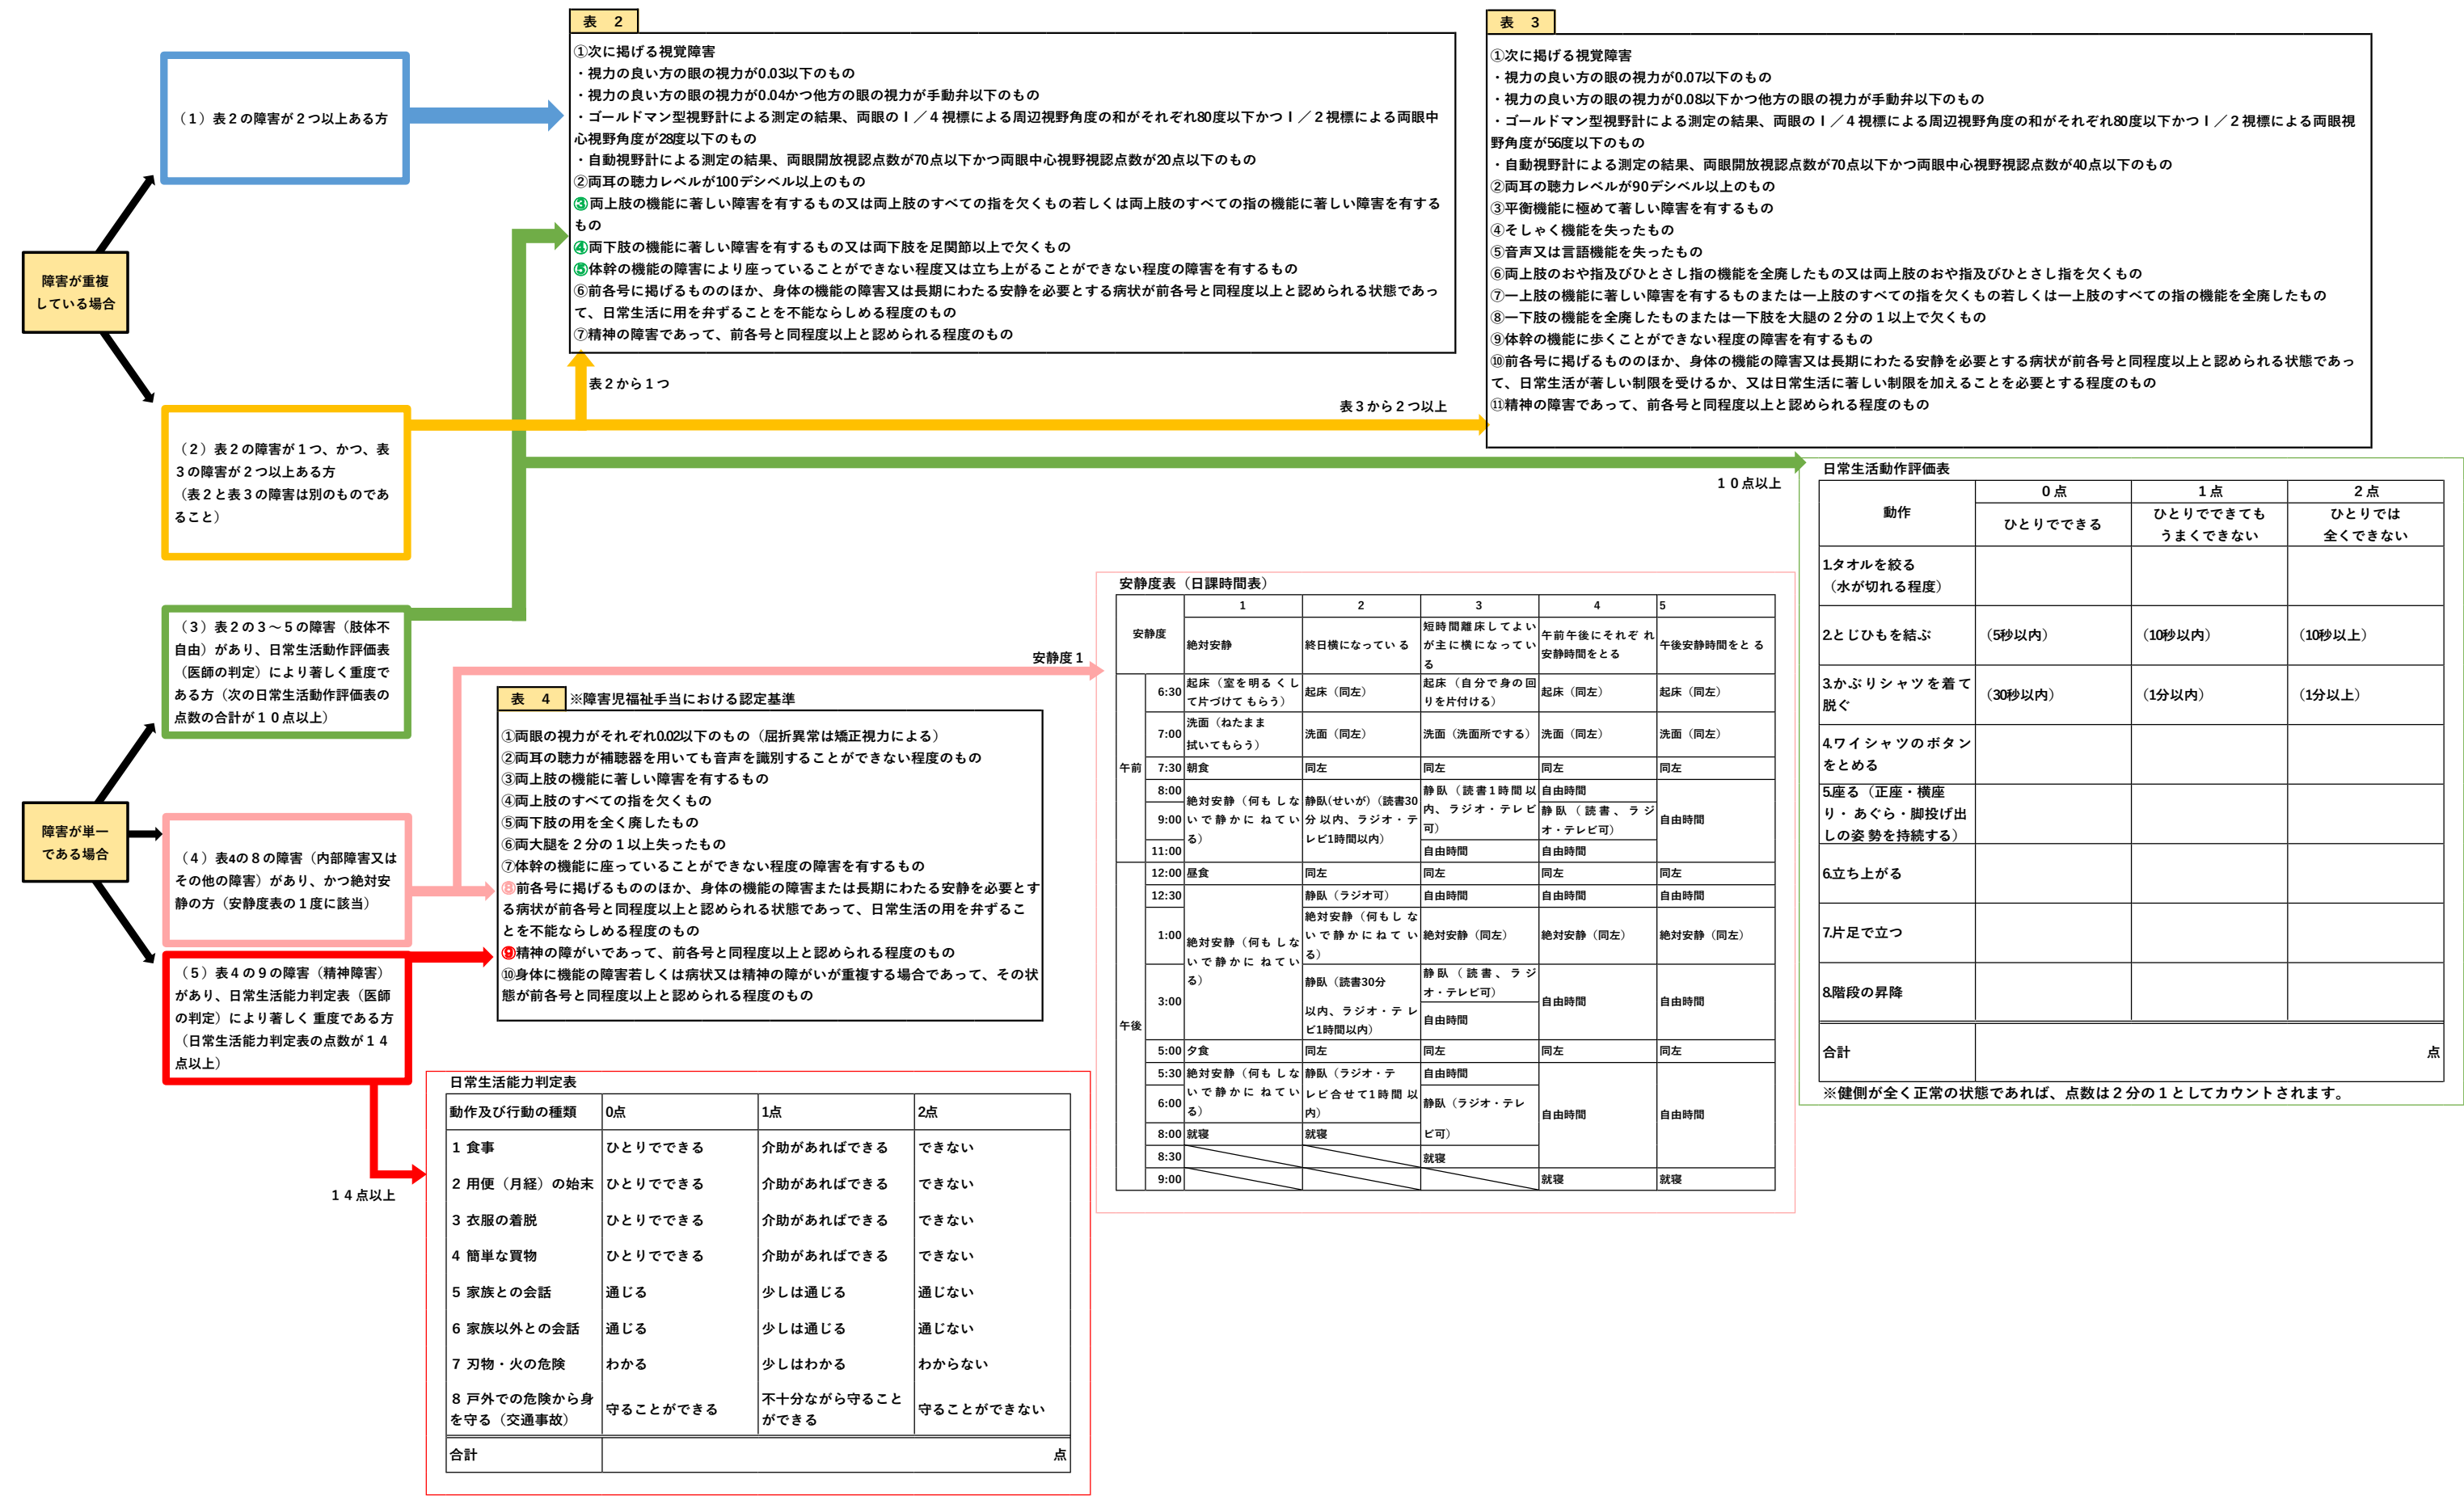 障害が重複
している場合
（1）表２の障害が２つ以上ある方
（２）表２の障害が１つ、かつ、表
３の障害が２つ以上ある方
（表２と表３の障害は別のものであ
ること）
表　2
①次に掲げる視覚障害
・視力の良い方の眼の視力が0.03以下のもの
・視力の良い方の眼の視力が0.04かつ他方の眼の視力が手動弁以下のもの
・ゴールドマン型視野計による測定の結果、両眼のⅠ／４視標による周辺視野角度の和がそれぞれ80度以下かつⅠ／２視標による両眼中
心視野角度が28度以下のもの
・自動視野計による測定の結果、両眼開放視認点数が70点以下かつ両眼中心視野視認点数が20点以下のもの
②両耳の聴力レベルが100デシベル以上のもの
③両上肢の機能に著しい障害を有するもの又は両上肢のすべての指を欠くもの若しくは両上肢のすべての指の機能に著しい障害を有する
もの
④両下肢の機能に著しい障害を有するもの又は両下肢を足関節以上で欠くもの
⑤体幹の機能の障害により座っていることができない程度又は立ち上がることができない程度の障害を有するもの
⑥前各号に掲げるもののほか、身体の機能の障害又は長期にわたる安静を必要とする病状が前各号と同程度以上と認められる状態であっ
て、日常生活に用を弁ずることを不能ならしめる程度のもの
⑦精神の障害であって、前各号と同程度以上と認められる程度のもの
表２から１つ
表３から２つ以上
表　3
①次に掲げる視覚障害
・視力の良い方の眼の視力が0.07以下のもの
・視力の良い方の眼の視力が0.08以下かつ他方の眼の視力が手動弁以下のもの
・ゴールドマン型視野計による測定の結果、両眼のⅠ／４視標による周辺視野角度の和がそれぞれ80度以下かつⅠ／２視標による両眼視
野角度が56度以下のもの
・自動視野計による測定の結果、両眼開放視認点数が70点以下かつ両眼中心視野視認点数が40点以下のもの
②両耳の聴力レベルが90デシベル以上のもの
③平衡機能に極めて著しい障害を有するもの
④そしゃく機能を失ったもの
⑤音声又は言語機能を失ったもの
⑥両上肢のおや指及びひとさし指の機能を全廃したもの又は両上肢のおや指及びひとさし指を欠くもの
⑦一上肢の機能に著しい障害を有するものまたは一上肢のすべての指を欠くもの若しくは一上肢のすべての指の機能を全廃したもの
⑧一下肢の機能を全廃したものまたは一下肢を大腿の２分の１以上で欠くもの
⑨体幹の機能に歩くことができない程度の障害を有するもの
⑩前各号に掲げるもののほか、身体の機能の障害又は長期にわたる安静を必要とする病状が前各号と同程度以上と認められる状態であっ
て、日常生活が著しい制限を受けるか、又は日常生活に著しい制限を加えることを必要とする程度のもの
⑪精神の障害であって、前各号と同程度以上と認められる程度のもの
障害が単一
である場合
（３）表２の３～５の障害（肢体不
自由）があり、日常生活動作評価表
（医師の判定）により著しく重度で
ある方（次の日常生活動作評価表の
点数の合計が１０点以上）
（４）表4の８の障害（内部障害又は
その他の障害）があり、かつ絶対安
静の方（安静度表の１度に該当）
（５）表４の９の障害（精神障害）
があり、日常生活能力判定表（医師
の判定）により著しく 重度である方
（日常生活能力判定表の点数が１４
点以上）
１０点以上
安静度１
１４点以上
表　4　※障害児福祉手当における認定基準
①両眼の視力がそれぞれ0.02以下のもの（屈折異常は矯正視力による）
②両耳の聴力が補聴器を用いても音声を識別することができない程度のもの
③両上肢の機能に著しい障害を有するもの
④両上肢のすべての指を欠くもの
⑤両下肢の用を全く廃したもの
⑥両大腿を２分の１以上失ったもの
⑦体幹の機能に座っていることができない程度の障害を有するもの
⑧前各号に掲げるもののほか、身体の機能の障害または長期にわたる安静を必要とす
る病状が前各号と同程度以上と認められる状態であって、日常生活の用を弁ずるこ
とを不能ならしめる程度のもの
⑨精神の障がいであって、前各号と同程度以上と認められる程度のもの
⑩身体に機能の障害若しくは病状又は精神の障がいが重複する場合であって、その状
態が前各号と同程度以上と認められる程度のもの
日常生活能力判定表
動作及び行動の種類 0点 1点 2点
1 食事 ひとりでできる 介助があればできる できない
2 用便（月経）の始末 ひとりでできる 介助があればできる できない
3 衣服の着脱 ひとりでできる 介助があればできる できない
4 簡単な買物 ひとりでできる 介助があればできる できない
5 家族との会話 通じる 少しは通じる 通じない
6 家族以外との会話 通じる 少しは通じる 通じない
7 刃物・火の危険 わかる 少しはわかる わからない
8 戸外での危険から身
を守る（交通事故） 守ることができる 不十分ながら守ること
ができる 守ることができない
合計 点
安静度表（日課時間表）
安静度 1 2 3 4 5
絶対安静 終日横になってい る 短時間離床してよい
が主に横になってい
る 午前午後にそれぞ れ
安静時間をとる 午後安静時間をと る
午前 6:30 起床（室を明る くし
て片づけて もらう） 起床（同左） 起床（自分で身の回
りを片付ける） 起床（同左） 起床（同左）
7:00 洗面（ねたまま
拭いてもらう） 洗面（同左） 洗面（洗面所でする） 洗面（同左） 洗面（同左）
7:30 朝食 同左 同左 同左 同左
8:00 絶対安静（何も しな
いで静かに ねてい
る） 静臥(せいが)（読書30
分 以内、ラジオ・テ
レビ1時間以内） 静臥（読書1時間以
内、ラジオ・テレビ
可） 自由時間
9:00 静臥（読書、ラジ
オ・テレビ可） 自由時間
11:00 自由時間 自由時間
午後 12:00 昼食 同左 同左 同左 同左
12:30 静臥（ラジオ可） 自由時間 自由時間 自由時間
1:00 絶対安静（何も しな
いで静かに ねてい
る） 絶対安静（何もし な
いで静かにねてい
る） 絶対安静（同左） 絶対安静（同左） 絶対安静（同左）
3:00 静臥（読書30分
以内、ラジオ・テ レ
ビ1時間以内） 静臥（読書、ラジ
オ・テレビ可）
自由時間 自由時間 自由時間
5:00 夕食 同左 同左 同左 同左
5:30 絶対安静（何も しな
いで静かに ねてい
る） 静臥（ラジオ・テ
レビ合せて1時間 以
内） 自由時間
6:00 静臥（ラジオ・テレ
ビ可） 自由時間 自由時間
8:00 就寝 就寝
8:30 就寝
9:00 就寝 就寝
日常生活動作評価表
動作 ０点 １点 ２点
ひとりでできる ひとりでできても
うまくできない ひとりでは
全くできない
1.タオルを絞る
（水が切れる程度）
2.とじひもを結ぶ （5秒以内） （10秒以内） （10秒以上）
3.かぶりシャツを着て
脱ぐ （30秒以内） （1分以内） （1分以上）
4.ワイシャツのボタン
をとめる
5.座る（正座・横座
り・ あぐら・脚投げ出
しの姿 勢を持続する）
6.立ち上がる
7.片足で立つ
8.階段の昇降
合計 点
※健側が全く正常の状態であれば、点数は２分の１としてカウントされます。